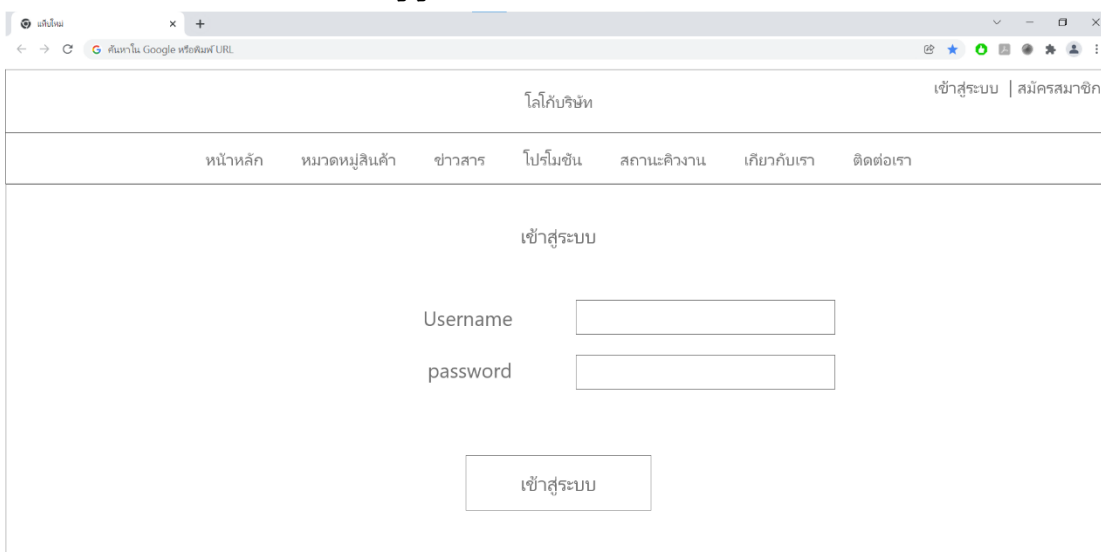 แท็บใหม่
ค้นหาใน Google หรือพิมพ์ URL
เข้าสู่ระบบ | สมัครสมาชิก
โลโก้บริษัท
หน้าหลัก หมวดหมู่สินค้า ข่าวสาร โปรโมชัน สถานะคิวงาน เกียวกับเรา ติดต่อเรา
เข้าสู่ระบบ
Username
password
เข้าสู่ระบบ